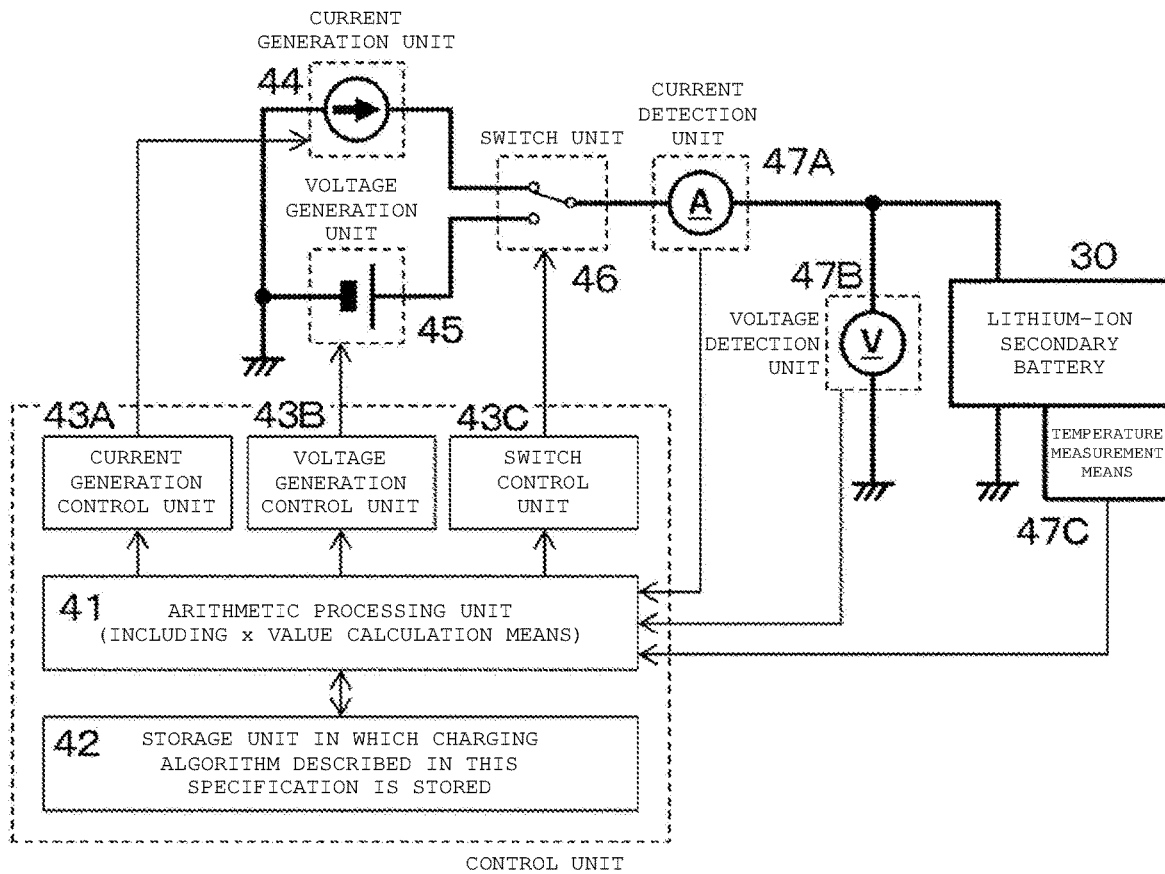 CURRENT
GENERATION UNIT
44
CURRENT
DETECTION
UNIT
47A
SWITCH UNIT
A
VOLTAGE
GENERATION
UNIT
46
45
47B
30
VOLTAGE
DETECTION
UNIT
V
LITHIUM-ION
SECONDARY
BATTERY
TEMPERATURE
MEASUREMENT
MEANS
47C
43A
CURRENT
GENERATION
CONTROL UNIT
43B
VOLTAGE
GENERATION
CONTROL UNIT
43C
SWITCH
CONTROL
UNIT
41
ARITHMETIC PROCESSING UNIT
(INCLUDING x VALUE CALCULATION MEANS)
42
STORAGE UNIT IN WHICH CHARGING
ALGORITHM DESCRIBED IN THIS
SPECIFICATION IS STORED
CONTROL UNIT